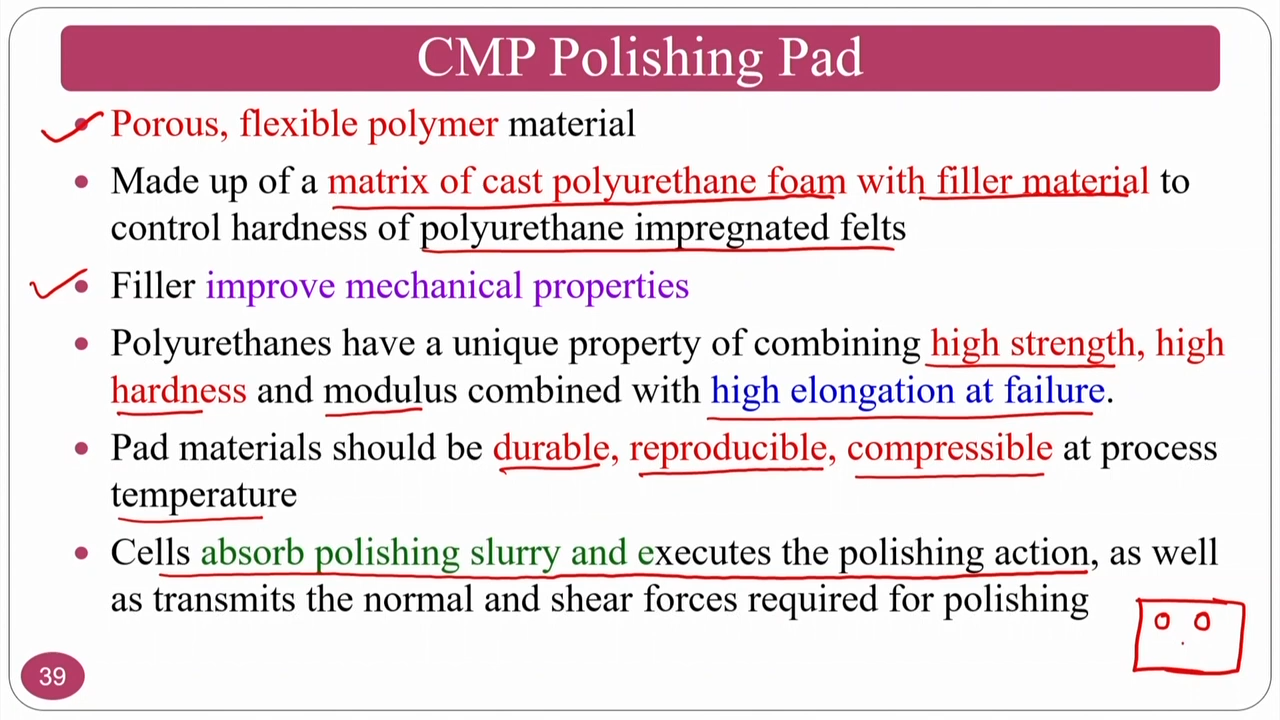 CMP Polishing Pad
• Porous, flexible polymer material
• Made up of a matrix of cast polyurethane foam with filler material to
control hardness of polyurethane impregnated felts
• Filler improve mechanical properties
• Polyurethanes have a unique property of combining high strength, high
hardness and modulus combined with high elongation at failure.
• Pad materials should be durable, reproducible, compressible at process
temperature
• Cells absorb polishing slurry and executes the polishing action, as well
as transmits the normal and shear forces required for polishing
39